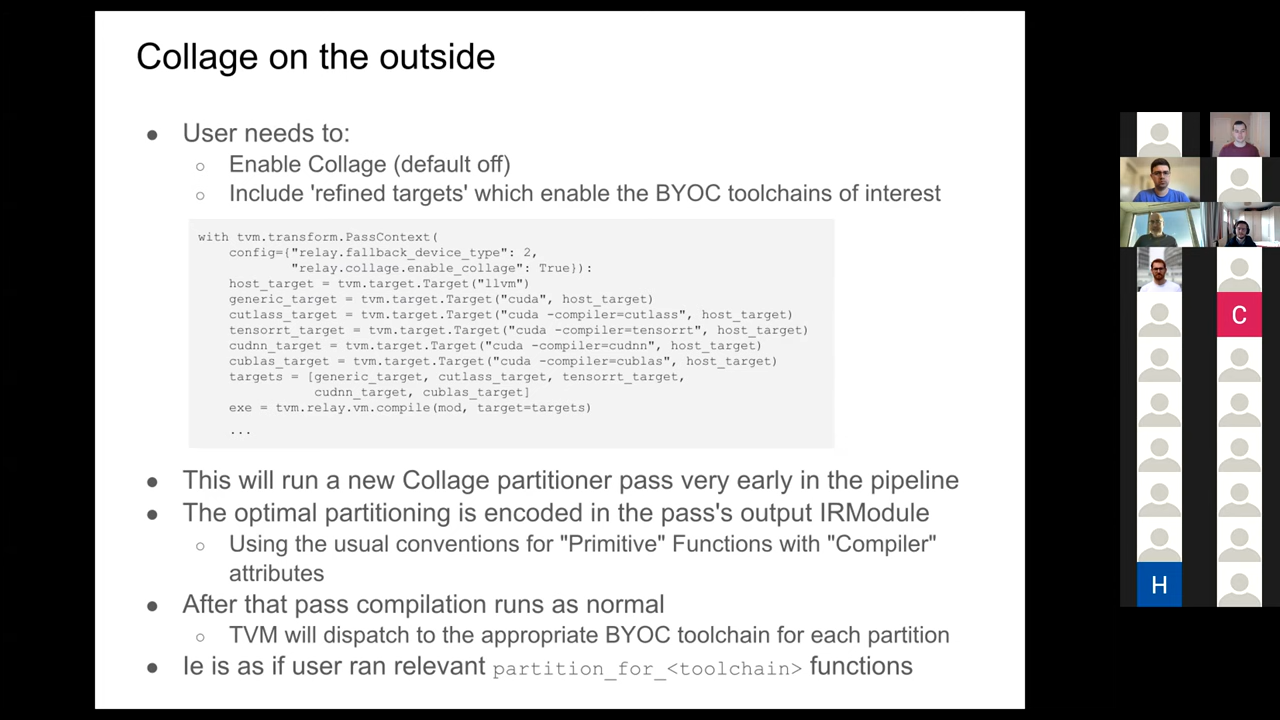 Collage on the outside
● User needs to:
○ Enable Collage (default off)
○ Include 'refined targets' which enable the BYOC toolchains of interest
with tvm.transform.PassContext(
config={"relay.fallback_device_type": 2,
"relay.collage.enable_collage": True}):
host_target = tvm.target.Target("llvm")
generic_target = tvm.target.Target("cuda", host_target)
cutlass_target = tvm.target.Target("cuda -compiler=cutlass", host_target)
tensorrt_target = tvm.target.Target("cuda -compiler=tensorrt", host_target)
cudnn_target = tvm.target.Target("cuda -compiler=cudnn", host_target)
cublas_target = tvm.target.Target("cuda -compiler=cublas", host_target)
targets = [generic_target, cutlass_target, tensorrt_target,
cudnn_target, cublas_target]
exe = tvm.relay.vm.compile(mod, target=targets)
...
● This will run a new Collage partitioner pass very early in the pipeline
● The optimal partitioning is encoded in the pass's output IRModule
○ Using the usual conventions for "Primitive" Functions with "Compiler"
attributes
● After that pass compilation runs as normal
○ TVM will dispatch to the appropriate BYOC toolchain for each partition
● Ie is as if user ran relevant partition_for_<toolchain> functions
C
H